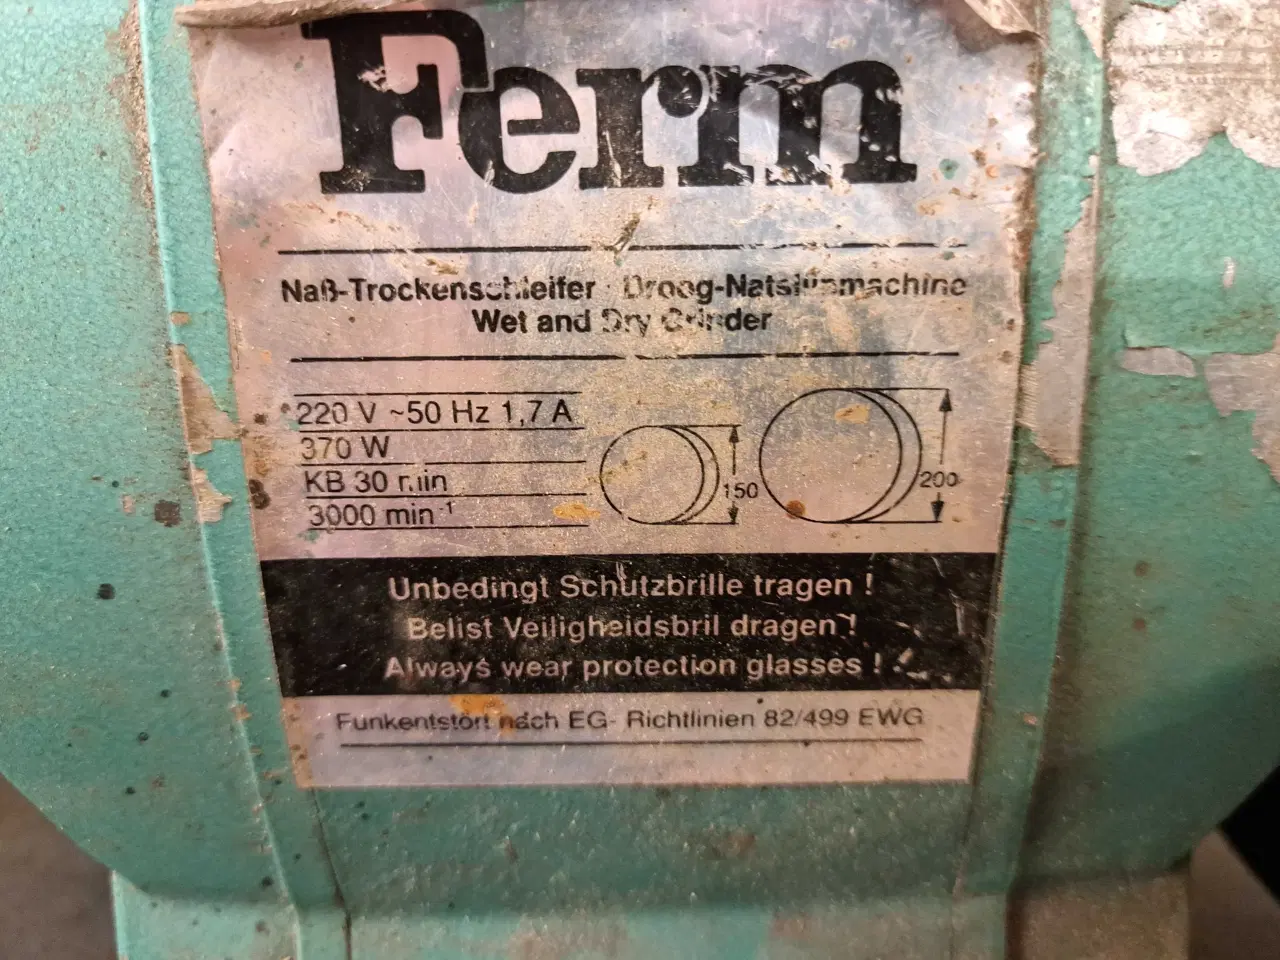 Ferm
Naß-Trockenschleifer · Droog-Natslijpmachine
Wet and Dry Grinder
220 V ~50 Hz 1,7 A
370 W
KB 30 min
3000 min⁻¹
150
200
Unbedingt Schutzbrille tragen !
Belist Veiligheidsbril dragen !
Always wear protection glasses !
Funkentstört nach EG- Richtlinien 82/499 EWG